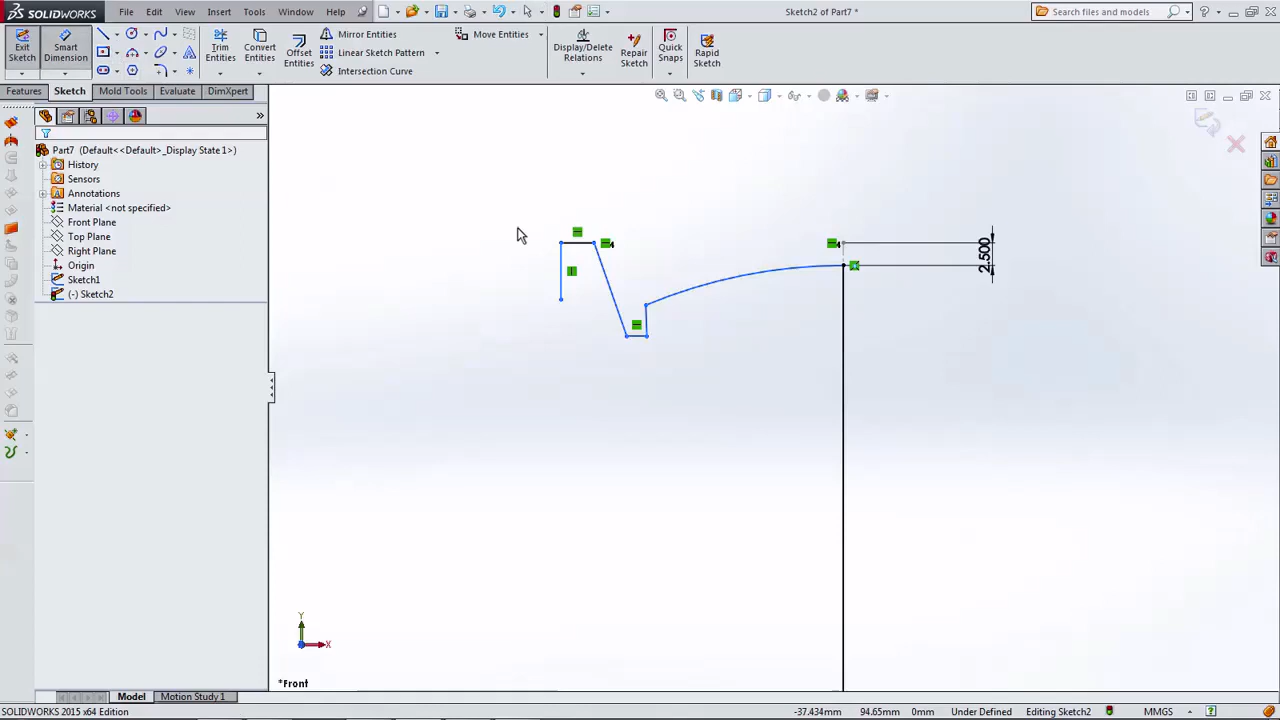 SOLIDWORKS
File Edit View Insert Tools Window Help
Sketch2 of Part7 *
Search files and models
Exit Sketch
Smart Dimension
Trim Entities
Convert Entities
Offset Entities
Mirror Entities
Linear Sketch Pattern
Intersection Curve
Move Entities
Display/Delete Relations
Repair Sketch
Quick Snaps
Rapid Sketch
Features Sketch Mold Tools Evaluate DimXpert
Part7 (Default<<Default>_Display State 1>)
History
Sensors
Annotations
Material <not specified>
Front Plane
Top Plane
Right Plane
Origin
Sketch1
(-) Sketch2
4
4
2.500
Y
X
*Front
Model Motion Study 1
SOLIDWORKS 2015 x64 Edition -37.434mm 94.65mm 0mm Under Defined Editing Sketch2 MMGS